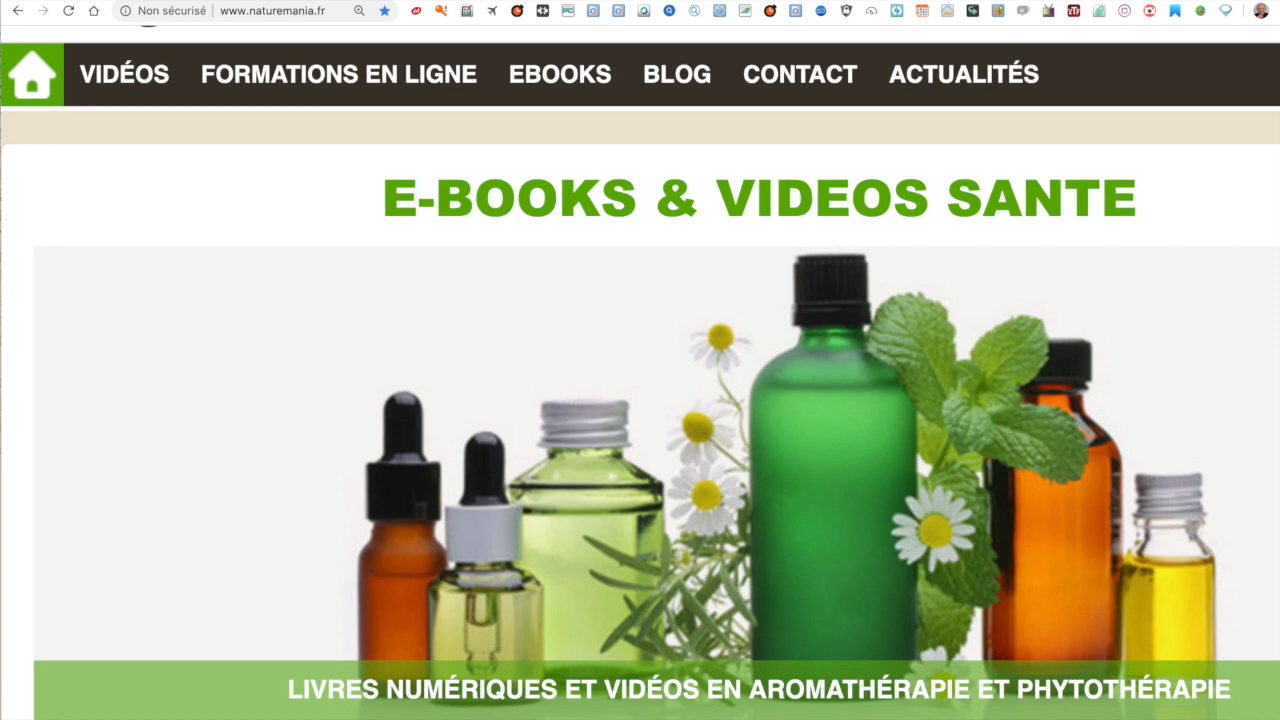 Non sécurisé | www.naturemania.fr
VIDÉOS FORMATIONS EN LIGNE EBOOKS BLOG CONTACT ACTUALITÉS
E-BOOKS & VIDEOS SANTE
LIVRES NUMÉRIQUES ET VIDÉOS EN AROMATHÉRAPIE ET PHYTOTHÉRAPIE